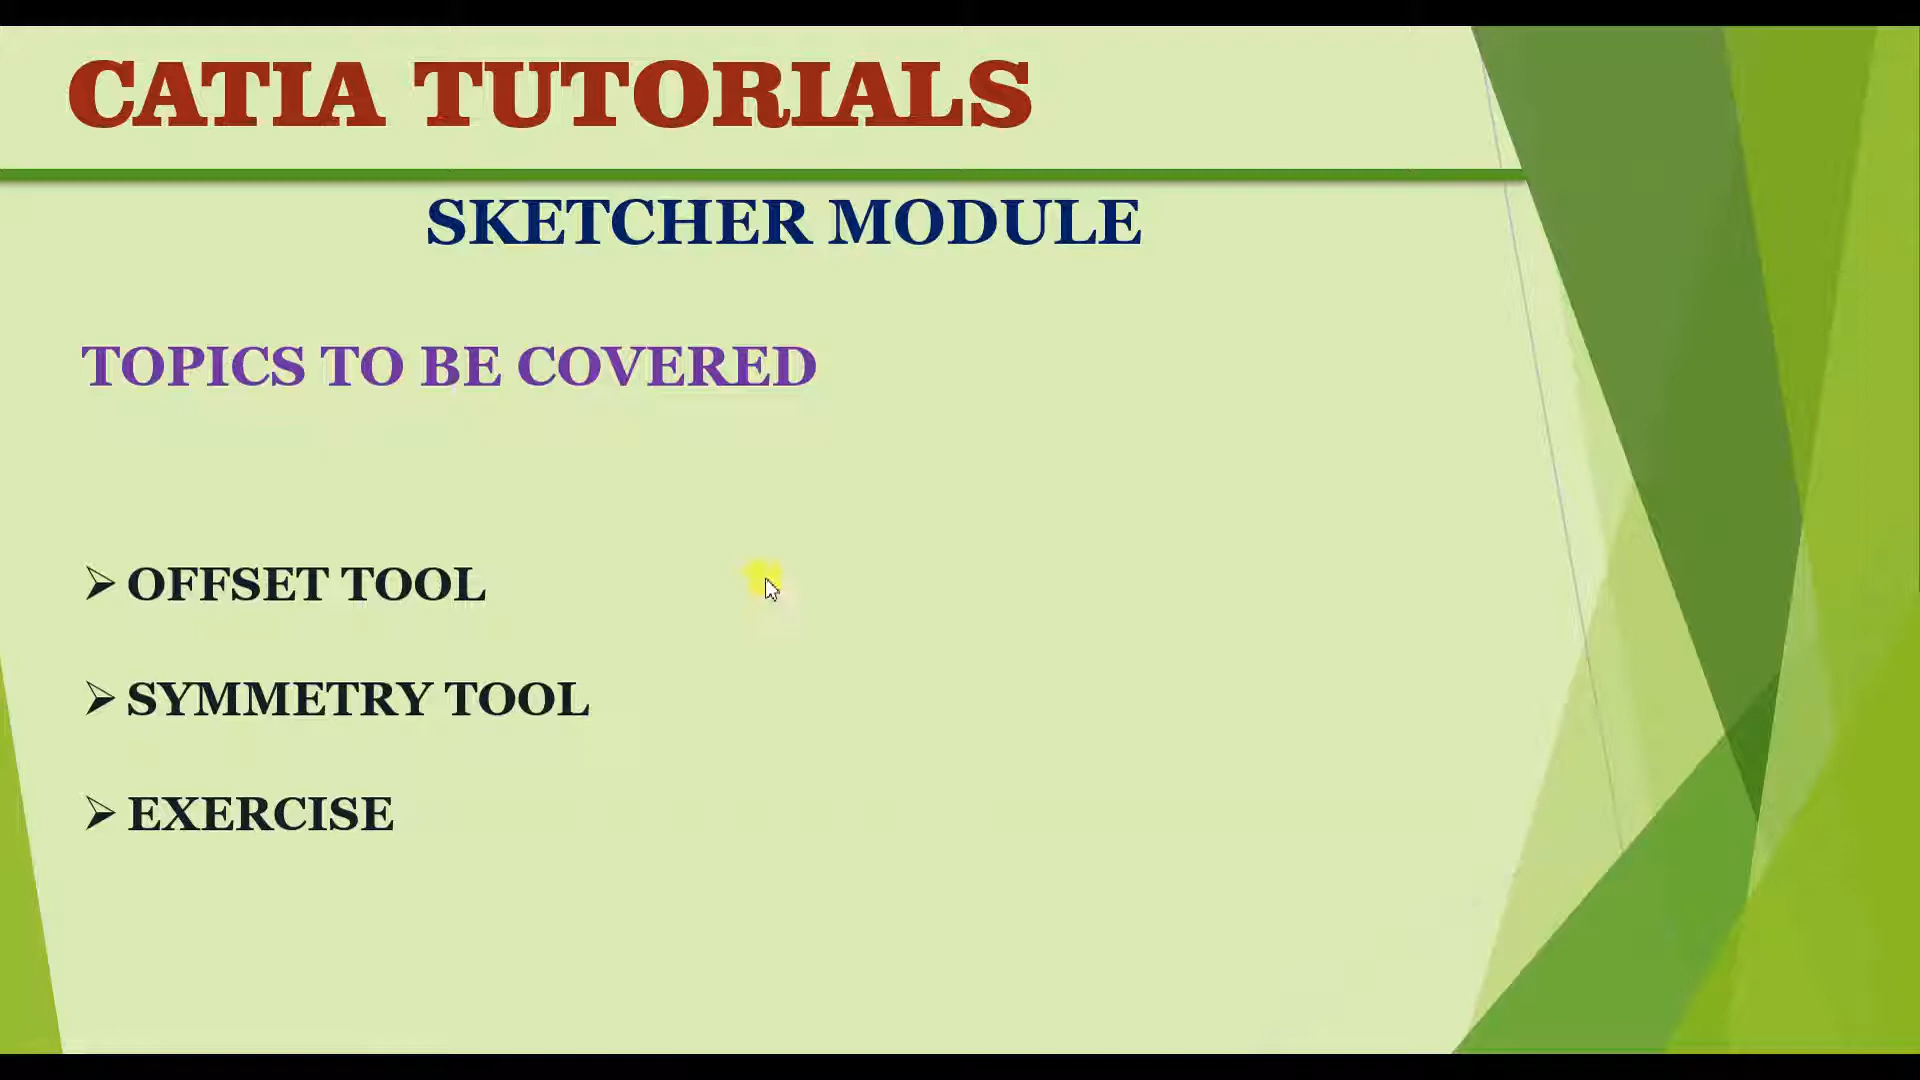 CATIA TUTORIALS
SKETCHER MODULE
TOPICS TO BE COVERED
➢ OFFSET TOOL
➢ SYMMETRY TOOL
➢ EXERCISE